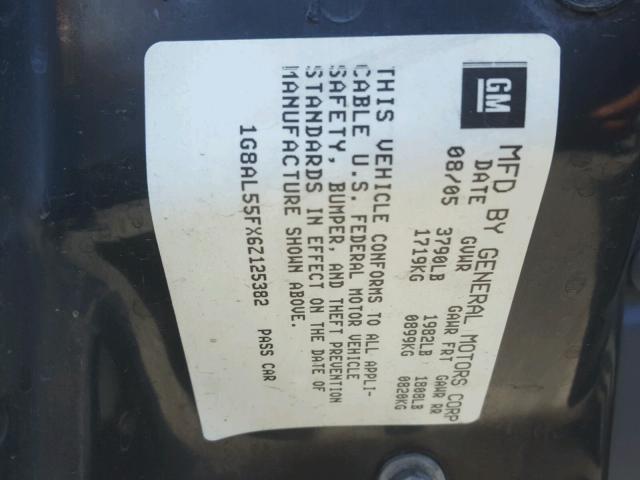 GM
MFD BY GENERAL MOTORS CORP
DATE GVWR GAWR FRT GAWR RR
08/05 3790LB 1982LB 1808LB
1719KG 0899KG 0820KG
THIS VEHICLE CONFORMS TO ALL APPLI-
CABLE U.S. FEDERAL MOTOR VEHICLE
SAFETY, BUMPER, AND THEFT PREVENTION
STANDARDS IN EFFECT ON THE DATE OF
MANUFACTURE SHOWN ABOVE.
1G8AL55FX6Z125382 PASS CAR